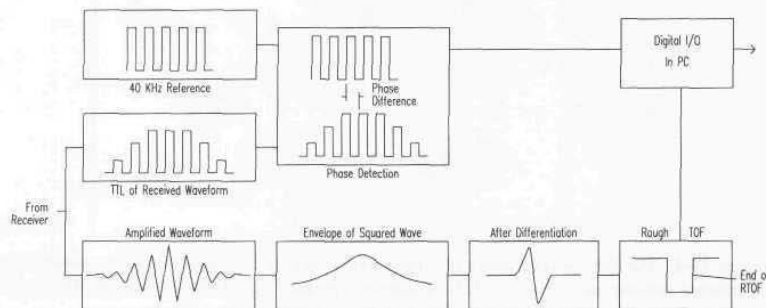 40 KHz Reference
Phase
Difference
Phase Detection
Digital I/O
In PC
TTL of Received Waveform
From
Receiver
Amplified Waveform
Envelope of Squared Wave
After Differentiation
Rough TOF
End o
RTOF